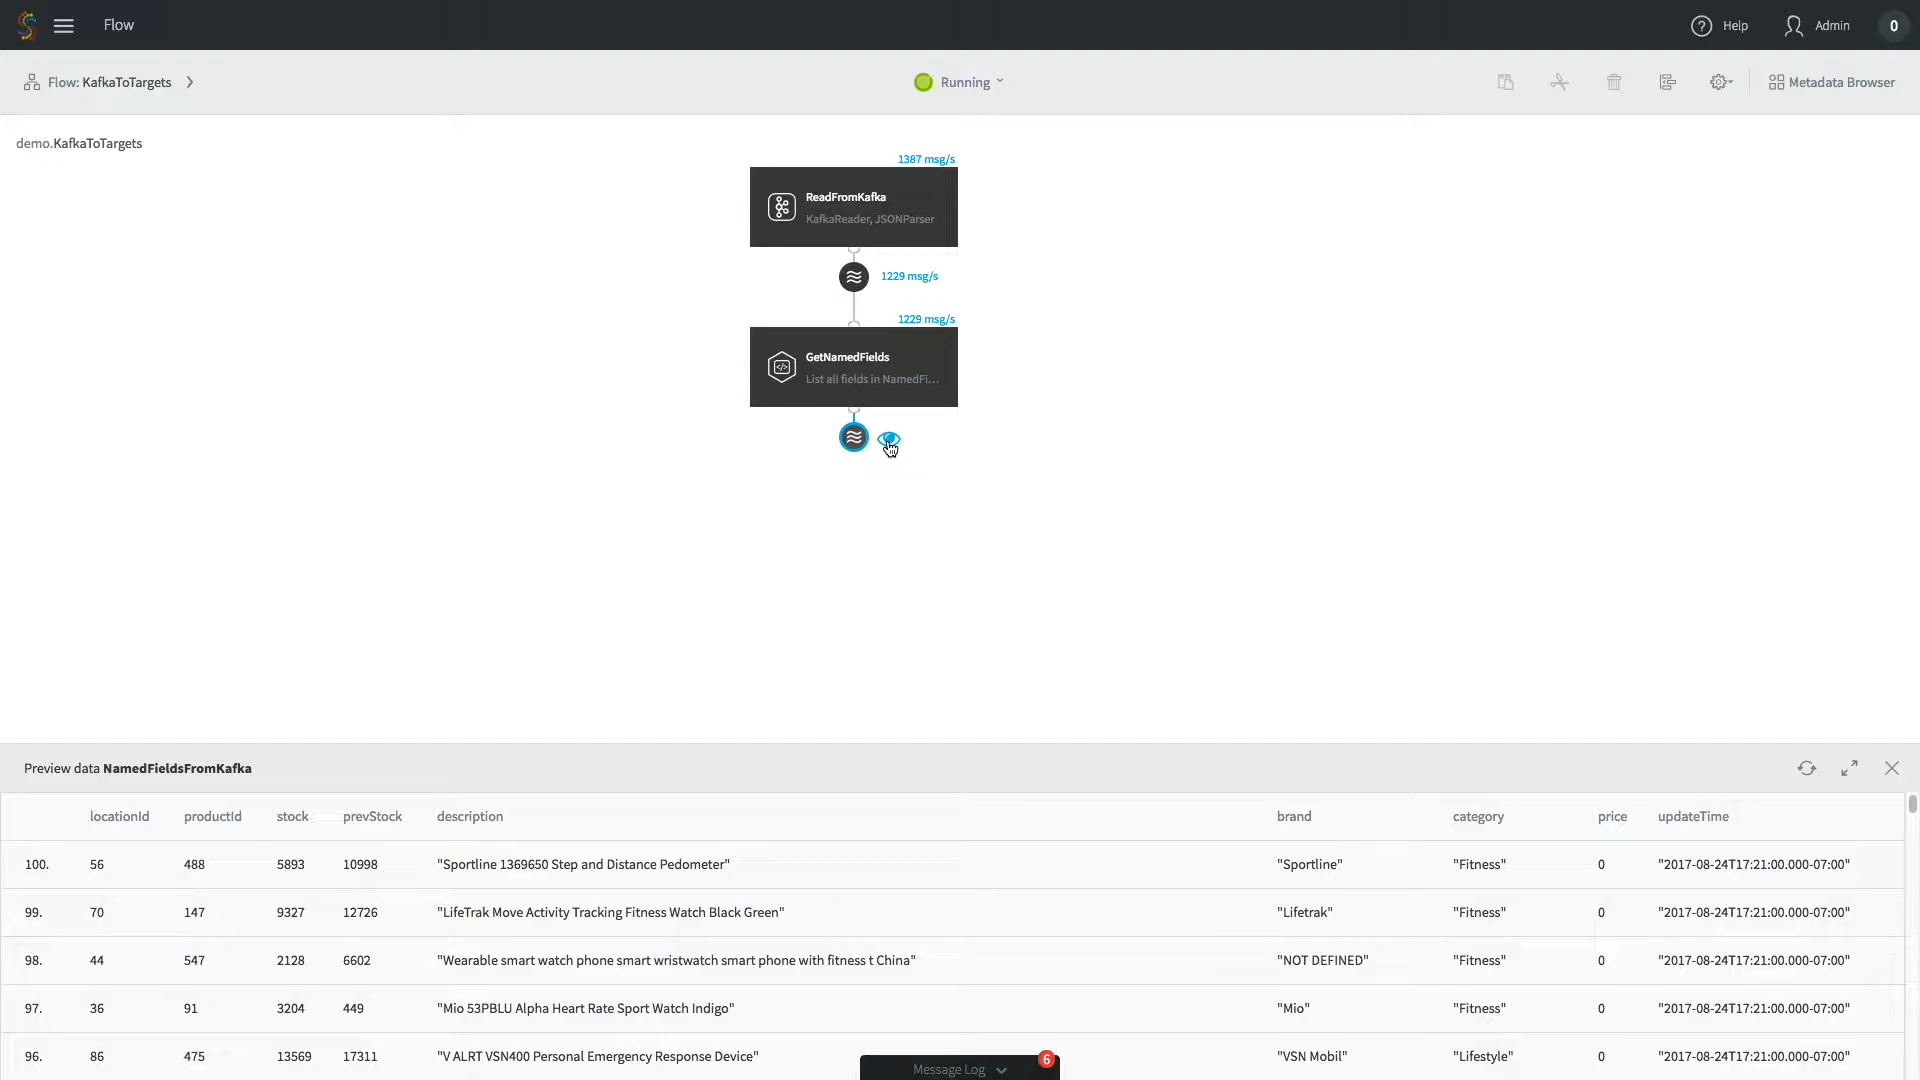 Flow
Help
Admin
0
Flow: KafkaToTargets
Running
Metadata Browser
demo.KafkaToTargets
1387 msg/s
ReadFromKafka
KafkaReader, JSONParser
1229 msg/s
1229 msg/s
GetNamedFields
List all fields in NamedFi...
Preview data NamedFieldsFromKafka
locationId productId stock prevStock description brand category price updateTime
100. 56 488 5893 10998 "Sportline 1369650 Step and Distance Pedometer" "Sportline" "Fitness" 0 "2017-08-24T17:21:00.000-07:00"
99. 70 147 9327 12726 "LifeTrak Move Activity Tracking Fitness Watch Black Green" "Lifetrak" "Fitness" 0 "2017-08-24T17:21:00.000-07:00"
98. 44 547 2128 6602 "Wearable smart watch phone smart wristwatch smart phone with fitness t China" "NOT DEFINED" "Fitness" 0 "2017-08-24T17:21:00.000-07:00"
97. 36 91 3204 449 "Mio 53PBLU Alpha Heart Rate Sport Watch Indigo" "Mio" "Fitness" 0 "2017-08-24T17:21:00.000-07:00"
96. 86 475 13569 17311 "V ALRT VSN400 Personal Emergency Response Device" "VSN Mobil" "Lifestyle" 0 "2017-08-24T17:21:00.000-07:00"
Message Log 6